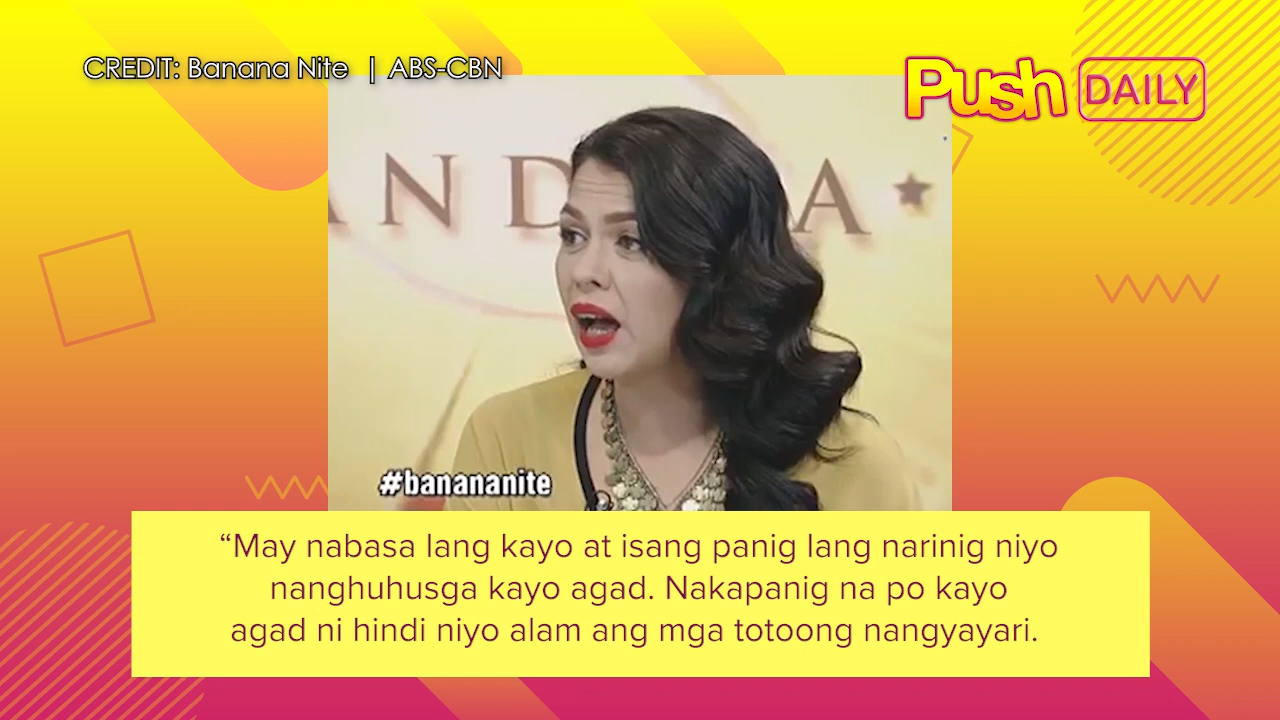 CREDIT: Banana Nite | ABS-CBN
Push DAILY
AND A
#banananite
“May nabasa lang kayo at isang panig lang narinig niyo
nanghuhusga kayo agad. Nakapanig na po kayo
agad ni hindi niyo alam ang mga totoong nangyayari.